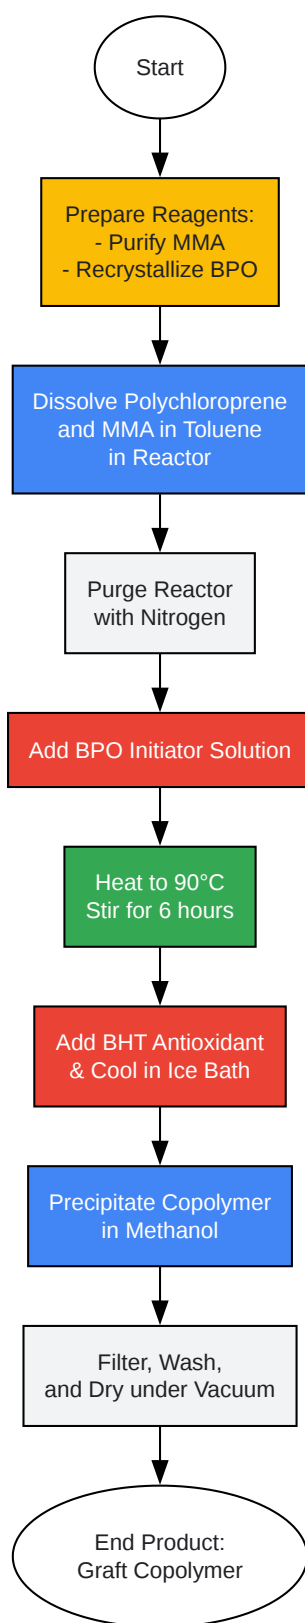 Start
Prepare Reagents:
- Purify MMA
- Recrystallize BPO
Dissolve Polychloroprene
and MMA in Toluene
in Reactor
Purge Reactor
with Nitrogen
Add BPO Initiator Solution
Heat to 90°C
Stir for 6 hours
Add BHT Antioxidant
& Cool in Ice Bath
Precipitate Copolymer
in Methanol
Filter, Wash,
and Dry under Vacuum
End Product:
Graft Copolymer